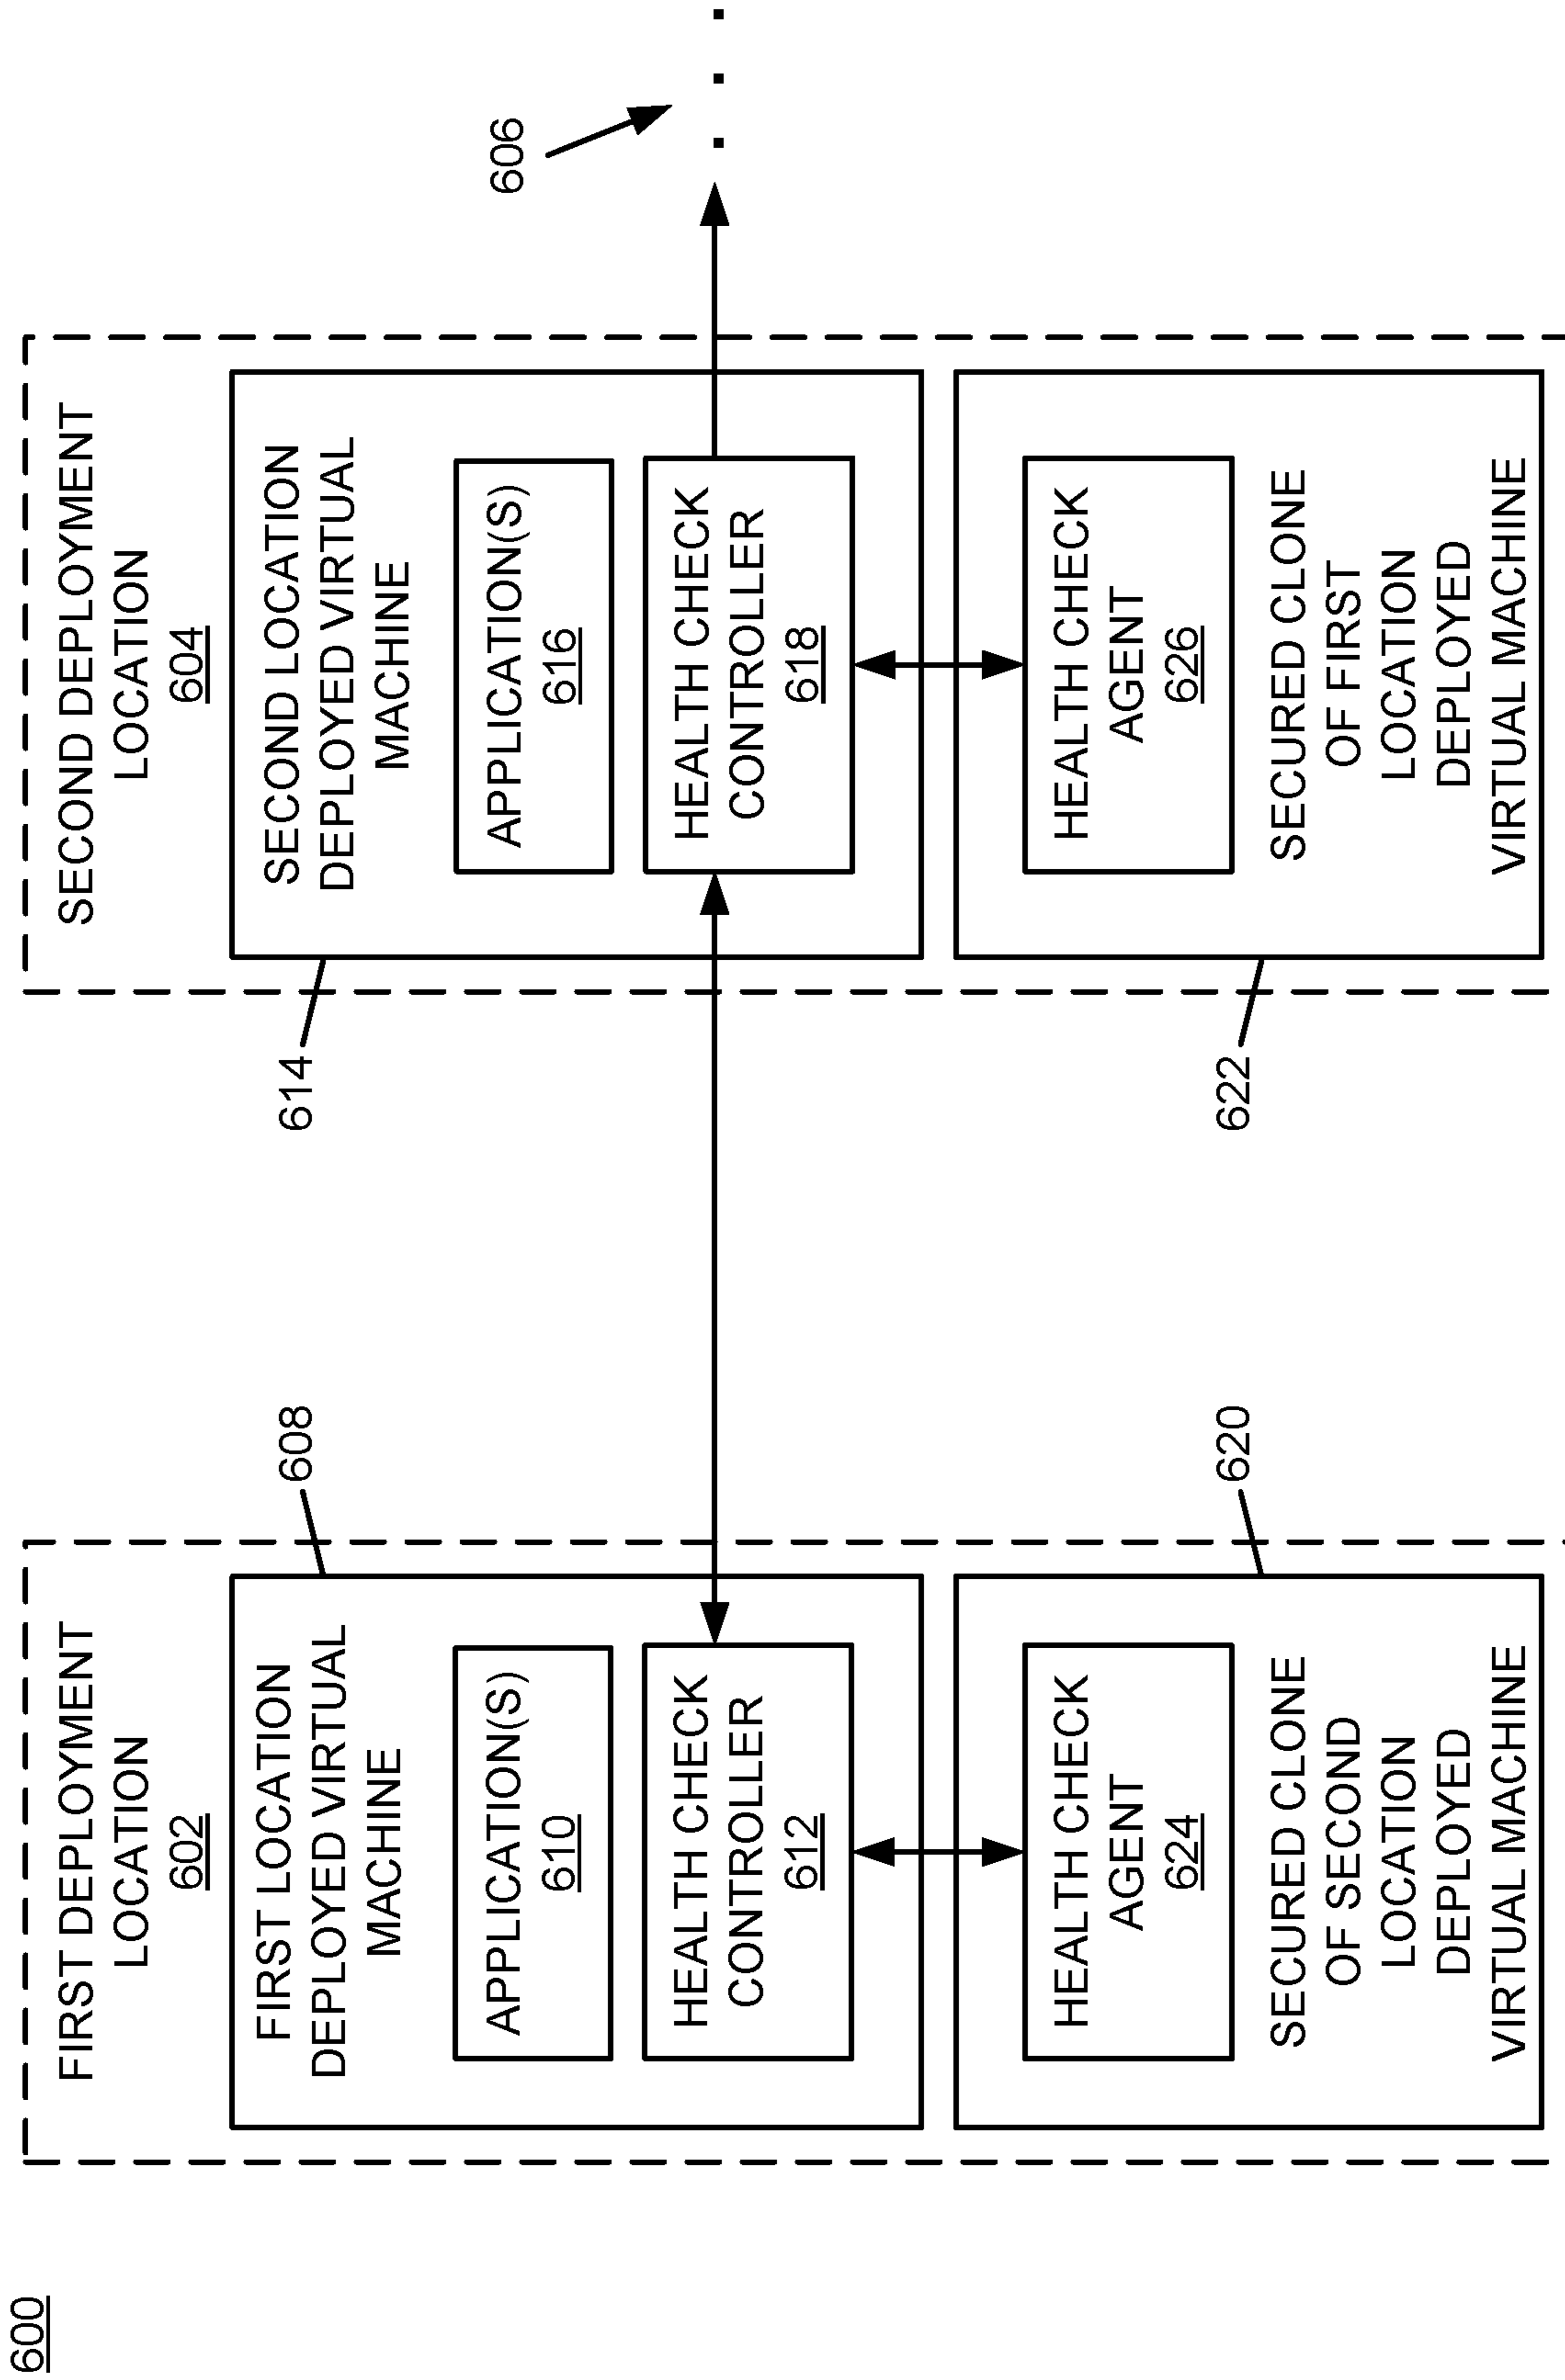 600
FIRST DEPLOYMENT
LOCATION
602
608
FIRST LOCATION
DEPLOYED VIRTUAL
MACHINE
APPLICATION(S)
610
HEALTH CHECK
CONTROLLER
612
620
HEALTH CHECK
AGENT
624
SECURED CLONE
OF SECOND
LOCATION
DEPLOYED
VIRTUAL MACHINE
SECOND DEPLOYMENT
LOCATION
604
614
SECOND LOCATION
DEPLOYED VIRTUAL
MACHINE
APPLICATION(S)
616
HEALTH CHECK
CONTROLLER
618
622
HEALTH CHECK
AGENT
626
SECURED CLONE
OF FIRST
LOCATION
DEPLOYED
VIRTUAL MACHINE
606